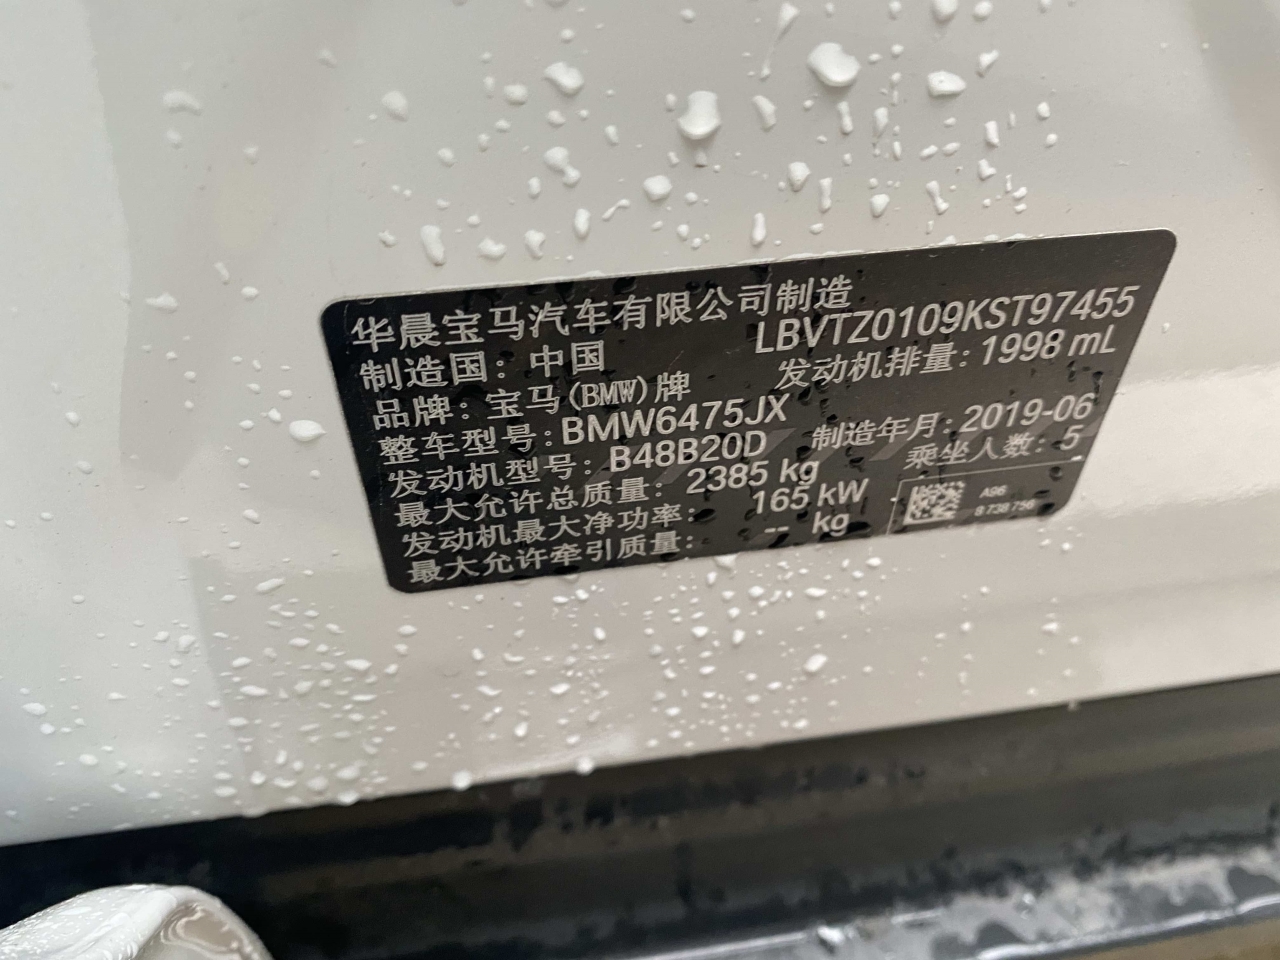 华晨宝马汽车有限公司制造
制造国：中国 LBVTZ0109KST97455
品牌：宝马(BMW)牌 发动机排量：1998 mL
整车型号：BMW6475JX
发动机型号：B48B20D 制造年月：2019-06
最大允许总质量：2385 kg 乘坐人数：5
发动机最大净功率：165 kW
最大允许牵引质量：-- kg
A96
8 738 756